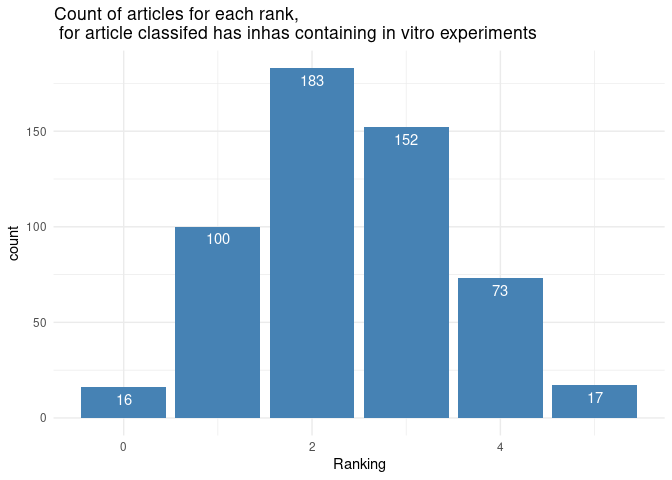 Count of articles for each rank,
for article classifed has inhas containing in vitro experiments
183
152
100
73
16
17
150
100
50
0
count
0 2 4
Ranking